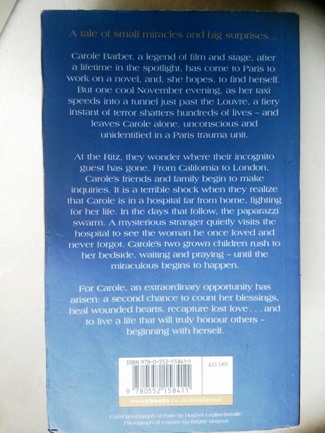 A tale of small miracles and big surprises...
Carole Barber, a legend of film and stage, after
a lifetime in the spotlight, has come to Paris to
work on a novel, and, she hopes, to find herself.
But one cool November evening, as her taxi
speeds into a tunnel just past the Louvre, a fiery
instant of terror shatters hundreds of lives – and
leaves Carole alone, unconscious and
unidentified in a Paris trauma unit.
At the Ritz, they wonder where their incognito
guest has gone. From California to London,
Carole's friends and family begin to make
inquiries. It is a terrible shock when they realize
that Carole is in a hospital far from home, fighting
for her life. In the days that follow, the paparazzi
swarm. A mysterious stranger quietly visits the
hospital to see the woman he once loved and
never forgot. Carole's two grown children rush to
her bedside, waiting and praying – until the
miraculous begins to happen.
For Carole, an extraordinary opportunity has
arisen: a second chance to count her blessings,
heal wounded hearts, recapture lost love . . . and
to live a life that will truly honour others –
beginning with herself.
ISBN 978-0-552-15841-1
£6.99
9 780552 158411
Cover photograph of Paris by
Photograph of woman by